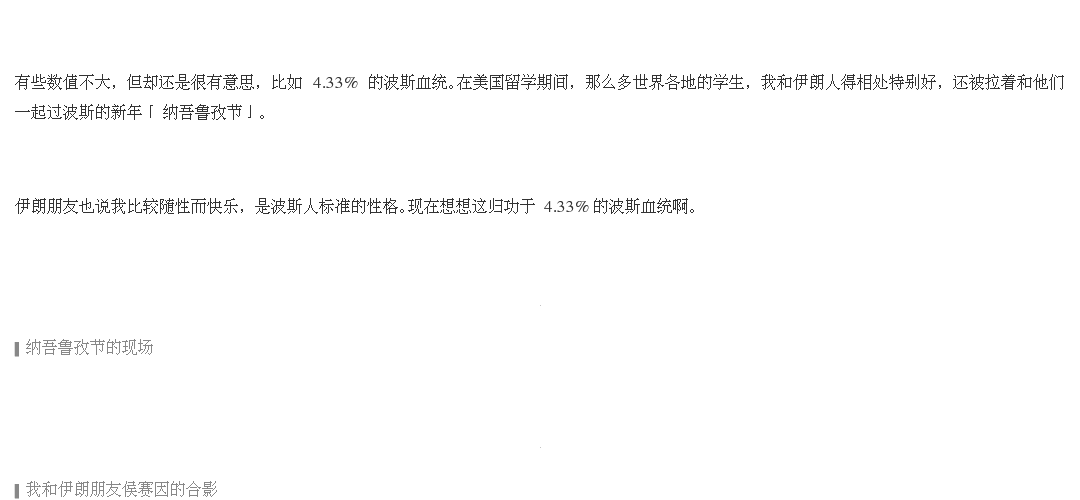 有些数值不大，但却还是很有意思，比如 4.33% 的波斯血统。在美国留学期间，那么多世界各地的学生，我和伊朗人得相处特别好，还被拉着和他们
一起过波斯的新年「 纳吾鲁孜节」。
伊朗朋友也说我比较随性而快乐，是波斯人标准的性格。现在想想这归功于 4.33%的波斯血统啊。
纳吾鲁孜节的现场
我和伊朗朋友侯赛因的合影